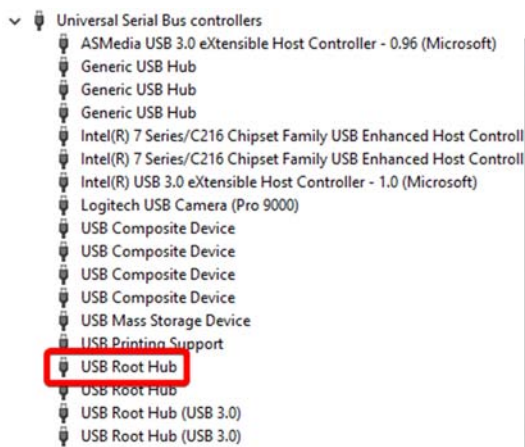 Universal Serial Bus controllers
ASMedia USB 3.0 eXtensible Host Controller - 0.96 (Microsoft)
Generic USB Hub
Generic USB Hub
Generic USB Hub
Intel(R) 7 Series/C216 Chipset Family USB Enhanced Host Controll
Intel(R) 7 Series/C216 Chipset Family USB Enhanced Host Controll
Intel(R) USB 3.0 eXtensible Host Controller - 1.0 (Microsoft)
Logitech USB Camera (Pro 9000)
USB Composite Device
USB Composite Device
USB Composite Device
USB Composite Device
USB Mass Storage Device
USB Printing Support
USB Root Hub
USB Root Hub
USB Root Hub (USB 3.0)
USB Root Hub (USB 3.0)